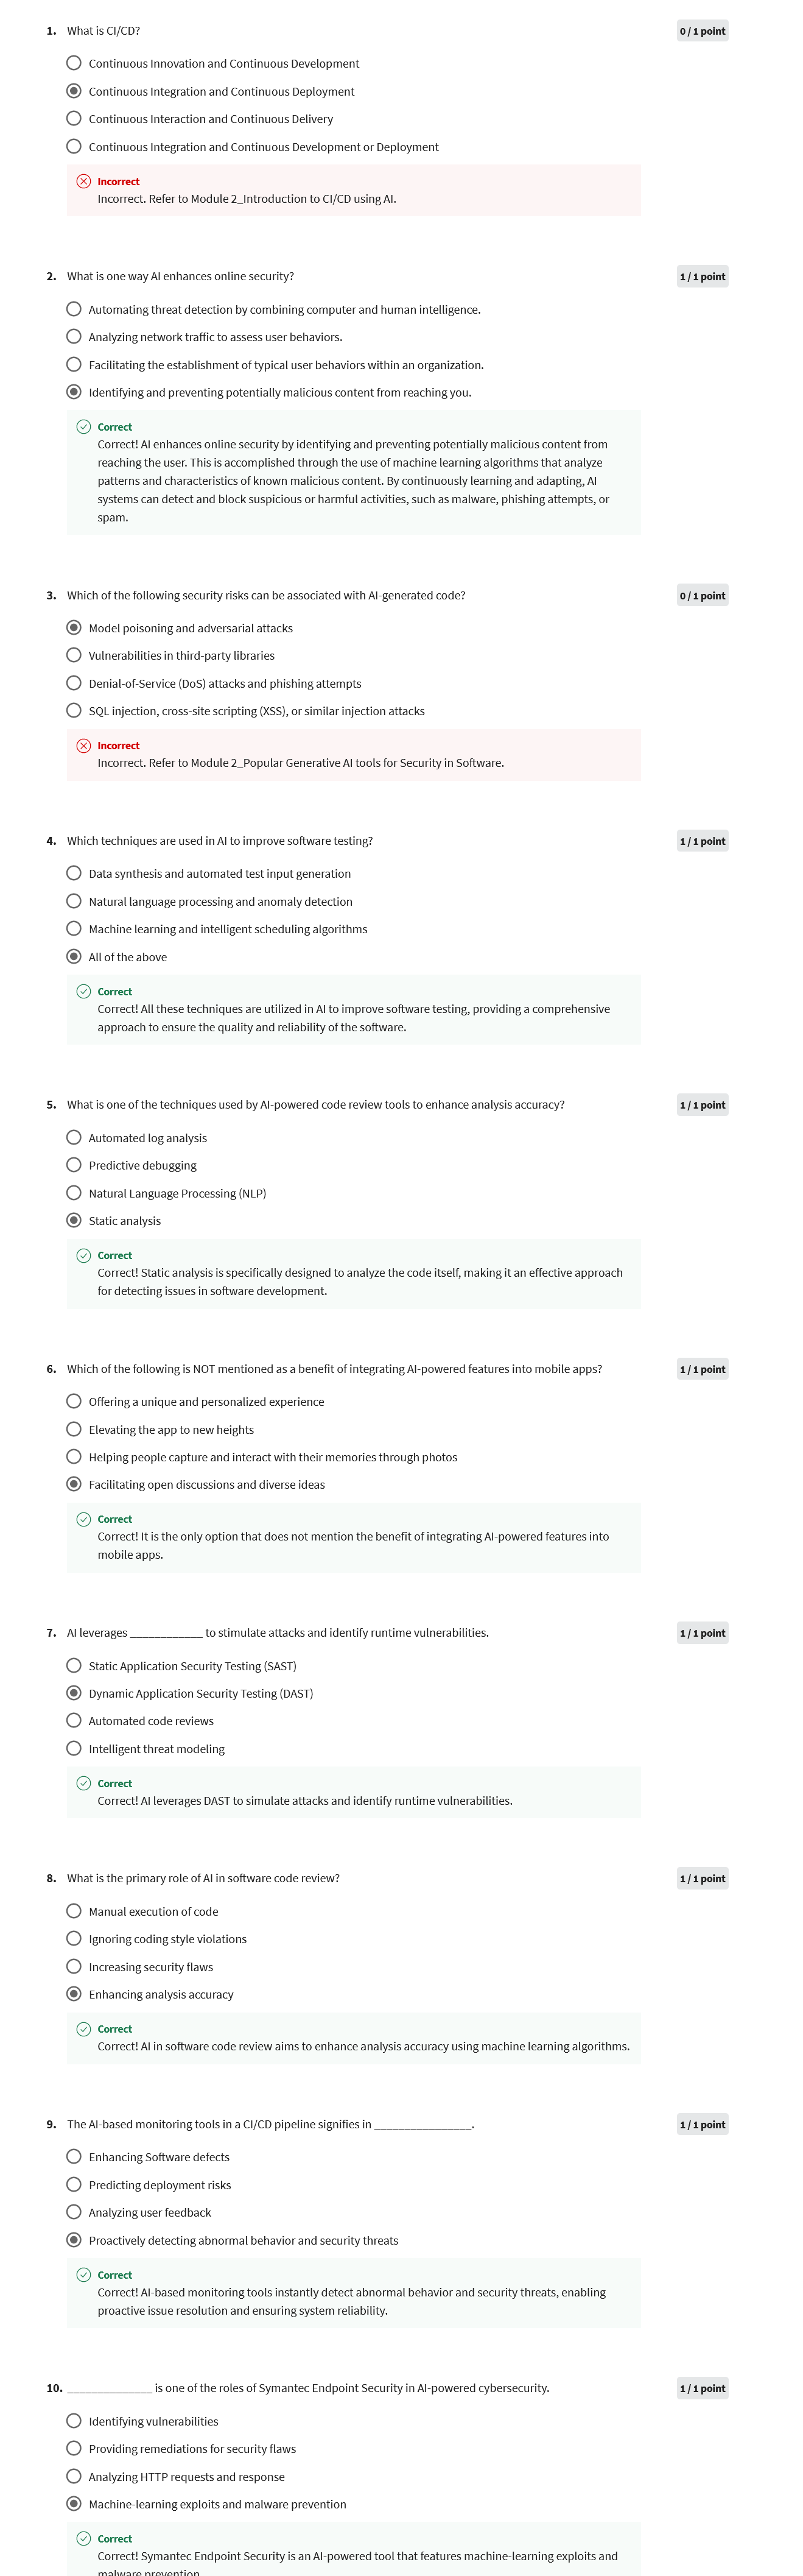 1. What is CI/CD? 0 / 1 point
Continuous Innovation and Continuous Development
Continuous Integration and Continuous Deployment
Continuous Interaction and Continuous Delivery
Continuous Integration and Continuous Development or Deployment
Incorrect
Incorrect. Refer to Module 2_Introduction to CI/CD using AI.
2. What is one way AI enhances online security? 1 / 1 point
Automating threat detection by combining computer and human intelligence.
Analyzing network traffic to assess user behaviors.
Facilitating the establishment of typical user behaviors within an organization.
Identifying and preventing potentially malicious content from reaching you.
Correct
Correct! AI enhances online security by identifying and preventing potentially malicious content from
reaching the user. This is accomplished through the use of machine learning algorithms that analyze
patterns and characteristics of known malicious content. By continuously learning and adapting, AI
systems can detect and block suspicious or harmful activities, such as malware, phishing attempts, or
spam.
3. Which of the following security risks can be associated with AI-generated code? 0 / 1 point
Model poisoning and adversarial attacks
Vulnerabilities in third-party libraries
Denial-of-Service (DoS) attacks and phishing attempts
SQL injection, cross-site scripting (XSS), or similar injection attacks
Incorrect
Incorrect. Refer to Module 2_Popular Generative AI tools for Security in Software.
4. Which techniques are used in AI to improve software testing? 1 / 1 point
Data synthesis and automated test input generation
Natural language processing and anomaly detection
Machine learning and intelligent scheduling algorithms
All of the above
Correct
Correct! All these techniques are utilized in AI to improve software testing, providing a comprehensive
approach to ensure the quality and reliability of the software.
5. What is one of the techniques used by AI-powered code review tools to enhance analysis accuracy? 1 / 1 point
Automated log analysis
Predictive debugging
Natural Language Processing (NLP)
Static analysis
Correct
Correct! Static analysis is specifically designed to analyze the code itself, making it an effective approach
for detecting issues in software development.
6. Which of the following is NOT mentioned as a benefit of integrating AI-powered features into mobile apps? 1 / 1 point
Offering a unique and personalized experience
Elevating the app to new heights
Helping people capture and interact with their memories through photos
Facilitating open discussions and diverse ideas
Correct
Correct! It is the only option that does not mention the benefit of integrating AI-powered features into
mobile apps.
7. AI leverages ____________ to stimulate attacks and identify runtime vulnerabilities. 1 / 1 point
Static Application Security Testing (SAST)
Dynamic Application Security Testing (DAST)
Automated code reviews
Intelligent threat modeling
Correct
Correct! AI leverages DAST to simulate attacks and identify runtime vulnerabilities.
8. What is the primary role of AI in software code review? 1 / 1 point
Manual execution of code
Ignoring coding style violations
Increasing security flaws
Enhancing analysis accuracy
Correct
Correct! AI in software code review aims to enhance analysis accuracy using machine learning algorithms.
9. The AI-based monitoring tools in a CI/CD pipeline signifies in ________________. 1 / 1 point
Enhancing Software defects
Predicting deployment risks
Analyzing user feedback
Proactively detecting abnormal behavior and security threats
Correct
Correct! AI-based monitoring tools instantly detect abnormal behavior and security threats, enabling
proactive issue resolution and ensuring system reliability.
10. ______________ is one of the roles of Symantec Endpoint Security in AI-powered cybersecurity. 1 / 1 point
Identifying vulnerabilities
Providing remediations for security flaws
Analyzing HTTP requests and response
Machine-learning exploits and malware prevention
Correct
Correct! Symantec Endpoint Security is an AI-powered tool that features machine-learning exploits and
malware prevention